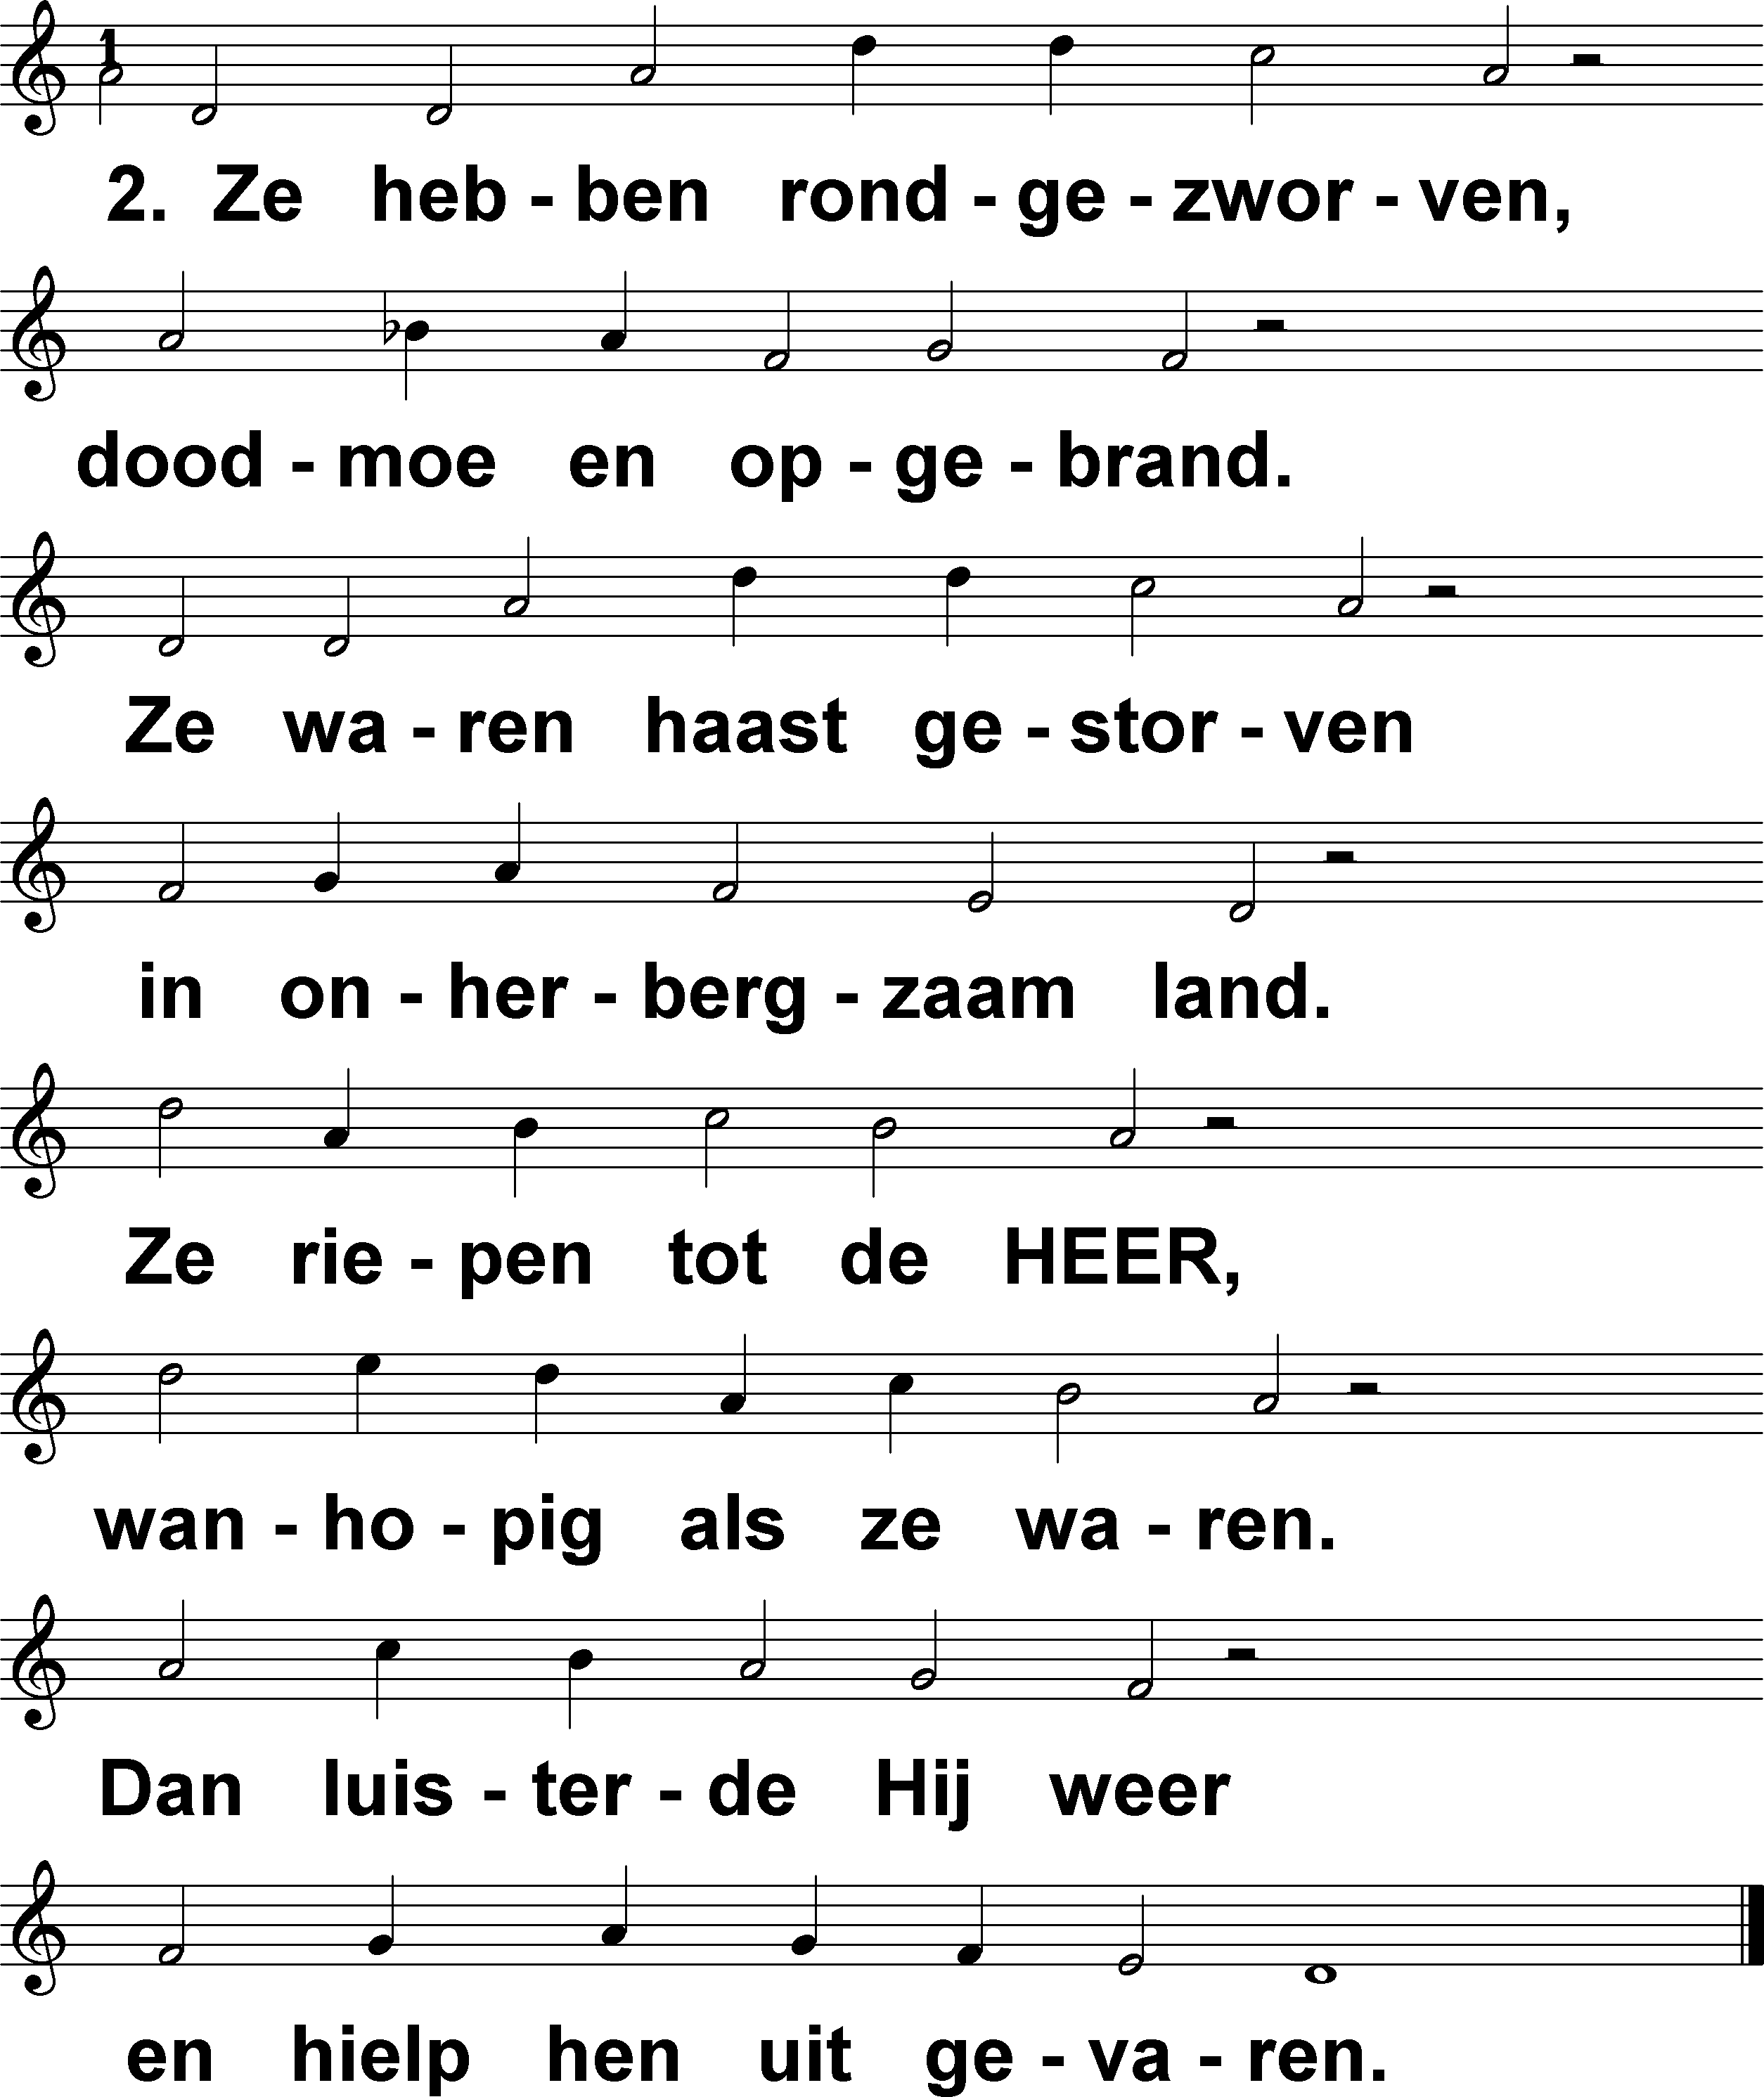 2. Ze heb - ben rond - ge - zwor - ven,
dood - moe en op - ge - brand.
Ze wa - ren haast ge - stor - ven
in on - her - berg - zaam land.
Ze rie - pen tot de HEER,
wan - ho - pig als ze wa - ren.
Dan luis - ter - de Hij weer
en hielp hen uit ge - va - ren.